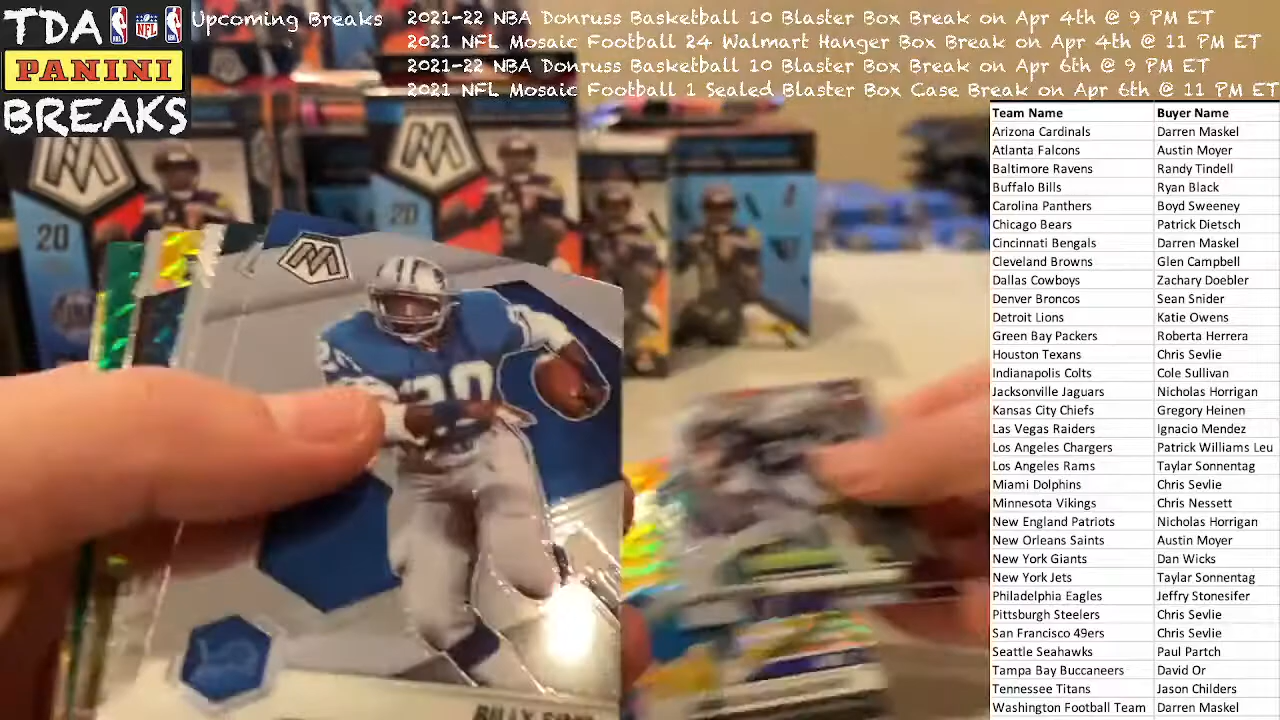 TDA
PANINI
BREAKS
Upcoming Breaks
2021-22 NBA Donruss Basketball 10 Blaster Box Break on Apr 4th @ 9 PM ET
2021 NFL Mosaic Football 24 Walmart Hanger Box Break on Apr 4th @ 11 PM ET
2021-22 NBA Donruss Basketball 10 Blaster Box Break on Apr 6th @ 9 PM ET
2021 NFL Mosaic Football 1 Sealed Blaster Box Case Break on Apr 6th @ 11 PM ET
Team Name Buyer Name
Arizona Cardinals Darren Maskel
Atlanta Falcons Austin Moyer
Baltimore Ravens Randy Tindell
Buffalo Bills Ryan Black
Carolina Panthers Boyd Sweeney
Chicago Bears Patrick Dietsch
Cincinnati Bengals Darren Maskel
Cleveland Browns Glen Campbell
Dallas Cowboys Zachary Doebler
Denver Broncos Sean Snider
Detroit Lions Katie Owens
Green Bay Packers Roberta Herrera
Houston Texans Chris Sevlie
Indianapolis Colts Cole Sullivan
Jacksonville Jaguars Nicholas Horrigan
Kansas City Chiefs Gregory Heinen
Las Vegas Raiders Ignacio Mendez
Los Angeles Chargers Patrick Williams Leu
Los Angeles Rams Taylar Sonnentag
Miami Dolphins Chris Sevlie
Minnesota Vikings Chris Nessett
New England Patriots Nicholas Horrigan
New Orleans Saints Austin Moyer
New York Giants Dan Wicks
New York Jets Taylar Sonnentag
Philadelphia Eagles Jeffry Stonesifer
Pittsburgh Steelers Chris Sevlie
San Francisco 49ers Chris Sevlie
Seattle Seahawks Paul Partch
Tampa Bay Buccaneers David Or
Tennessee Titans Jason Childers
Washington Football Team Darren Maskel
20
20
M
20
BILLY